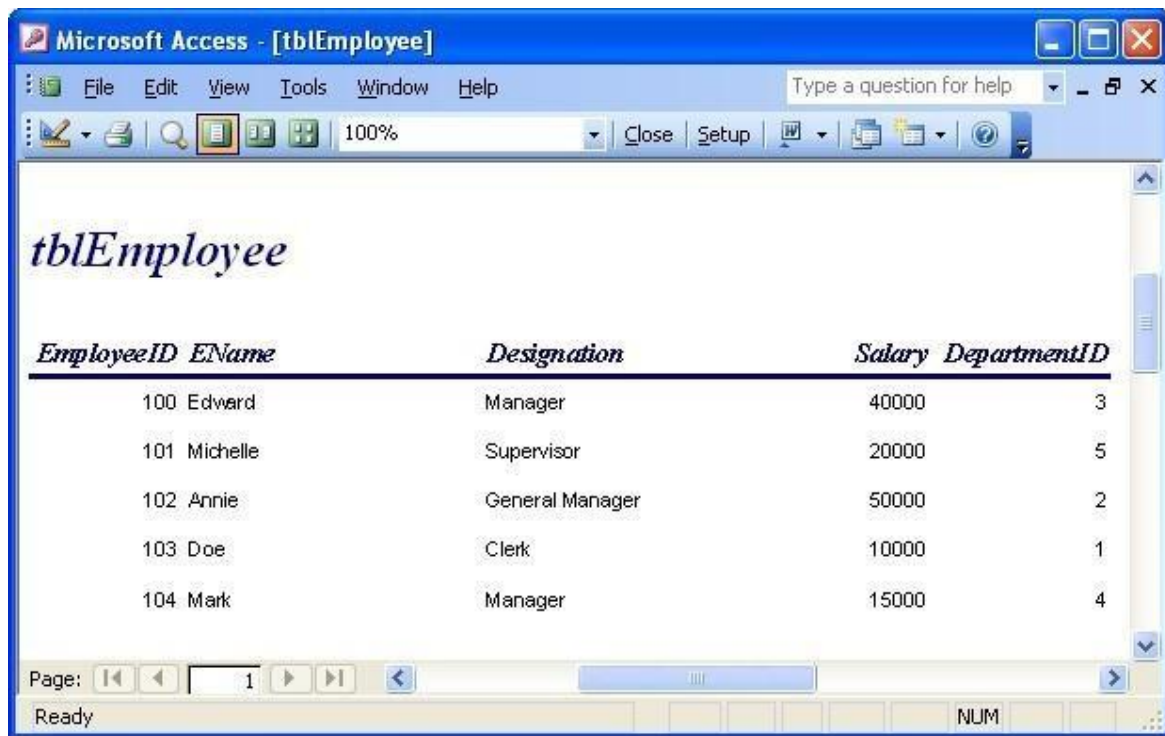 Microsoft Access - [tblEmployee]
File Edit View Tools Window Help Type a question for help
100% Close Setup
tblEmployee
EmployeeID EName Designation Salary DepartmentID
100 Edward Manager 40000 3
101 Michelle Supervisor 20000 5
102 Annie General Manager 50000 2
103 Doe Clerk 10000 1
104 Mark Manager 15000 4
Page: 1
Ready NUM